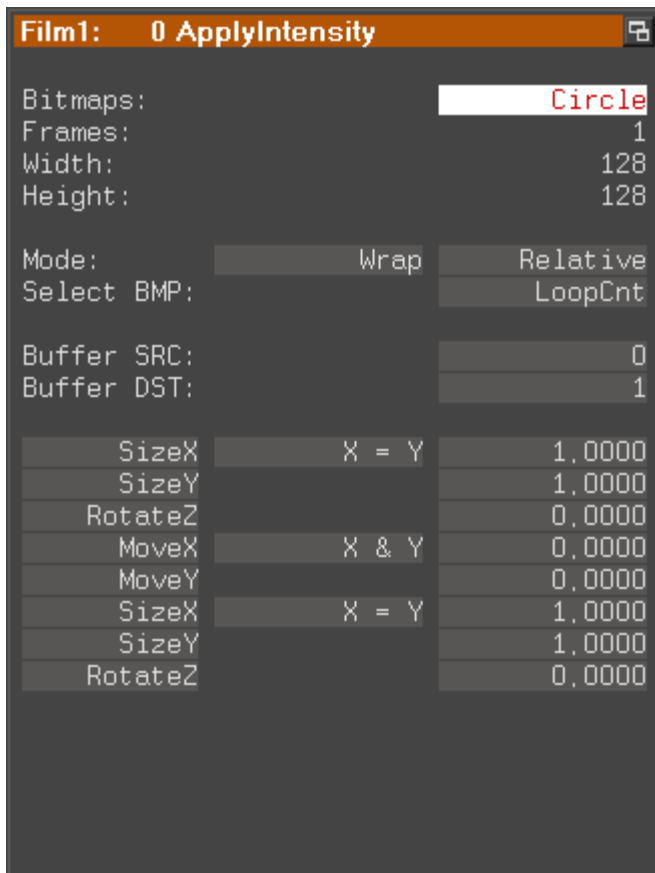 Film1: 0 ApplyIntensity
Bitmaps: Circle
Frames: 1
Width: 128
Height: 128
Mode: Wrap Relative
Select BMP: LoopCnt
Buffer SRC: 0
Buffer DST: 1
SizeX X = Y 1.0000
SizeY 1.0000
RotateZ 0.0000
MoveX X & Y 0.0000
MoveY 0.0000
SizeX X = Y 1.0000
SizeY 1.0000
RotateZ 0.0000